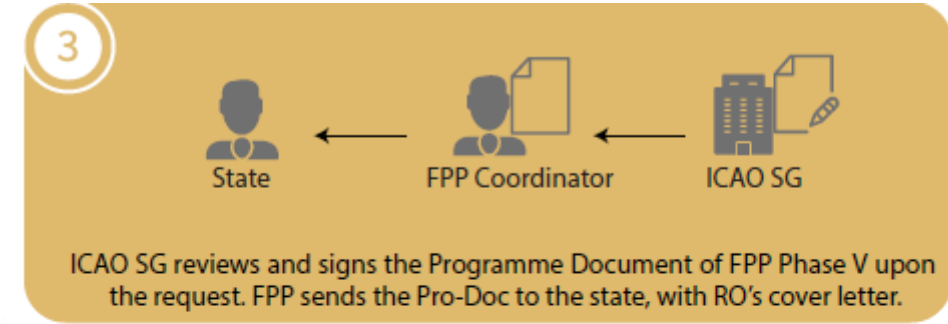 3
State
FPP Coordinator
ICAO SG
ICAO SG reviews and signs the Programme Document of FPP Phase V upon
the request. FPP sends the Pro-Doc to the state, with RO's cover letter.